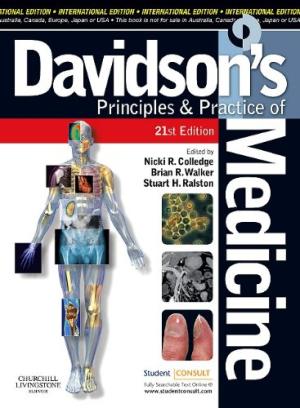 TIONAL EDITION • INTERNATIONAL EDITION • INTERNATIONAL EDITION • INTERNATIONAL EDITION
Australia, Canada, Europe, Japan or USA • This book is not for sale in Australia, Canada, Japan or USA
Davidson's
Principles & Practice of
Medicine
21st Edition
Edited by
Nicki R. Colledge
Brian R. Walker
Stuart H. Ralston
CHURCHILL
LIVINGSTONE
ELSEVIER
Student CONSULT
Fully Searchable Text Online @
www.studentconsult.com